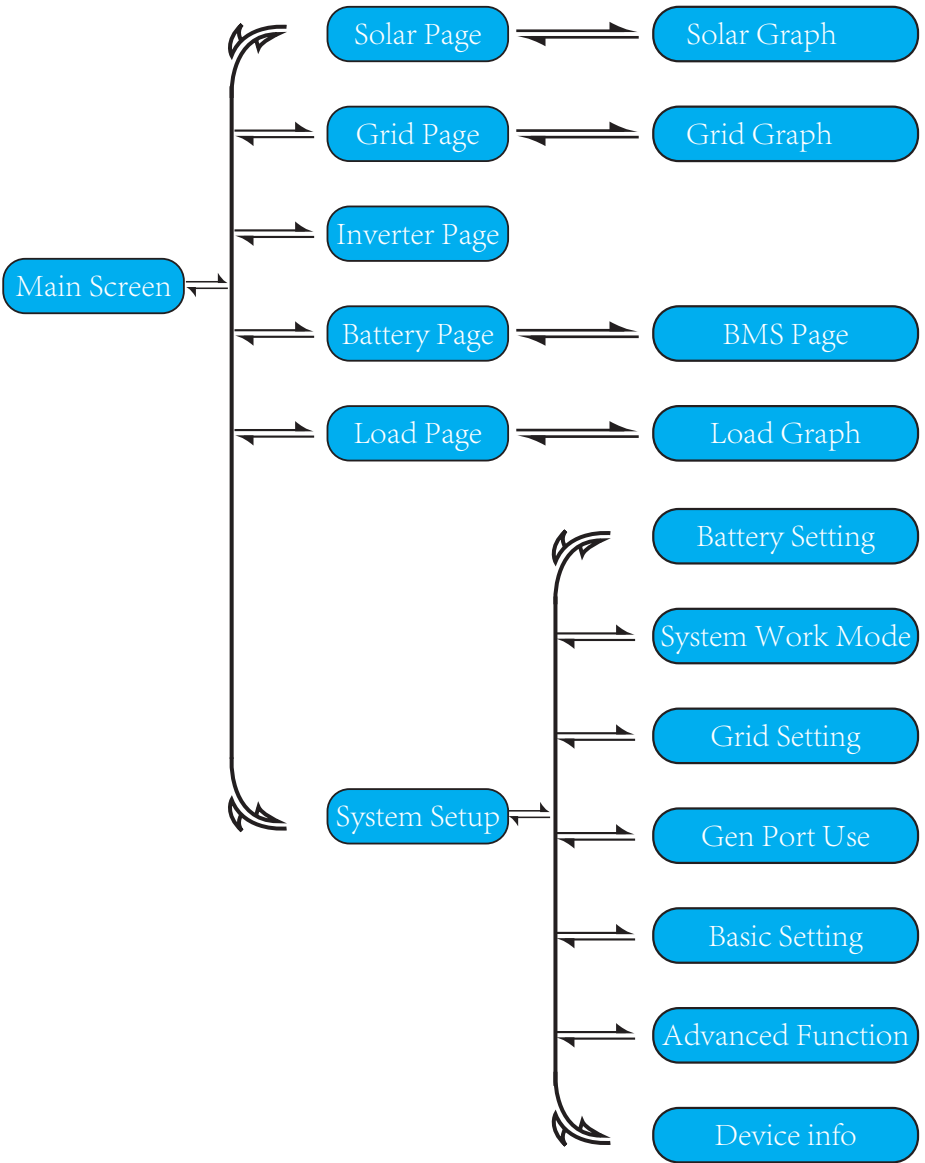 Solar Page
Solar Graph
Grid Page
Grid Graph
Inverter Page
Main Screen
Battery Page
BMS Page
Load Page
Load Graph
Battery Setting
System Work Mode
Grid Setting
System Setup
Gen Port Use
Basic Setting
Advanced Function
Device info